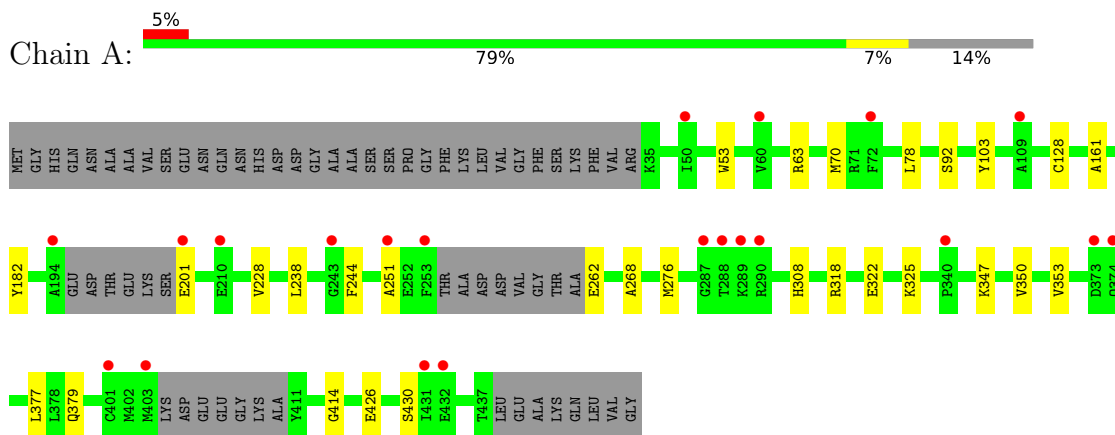 5%
Chain A:
79% 7% 14%
MET GLY HIS GLN ASN ALA ALA VAL SER GLU ASN GLN ASN HIS ASP ASP GLY ALA ALA SER SER PRO GLY PHE LYS LEU VAL GLY PHE SER LYS PHE VAL ARG K35 I50 W53 V60 R63 M70 R71 F72 L78 S92 Y103 A109 C128 A161
Y182 A194 GLU ASP THR GLU LYS SER E201 E210 V228 L238 G243 F244 A251 E252 F253 THR ALA ASP ASP VAL GLY THR ALA E262 A268 M276 G287 T288 K289 R290 H308 R318 E322 K325 P340 K347 V350 V353 D373 Q374
L377 L378 Q379 C401 M402 M403 LYS ASP GLU GLU GLY LYS ALA Y411 G414 E426 S430 I431 E432 T437 LEU GLU ALA LYS GLN LEU VAL GLY